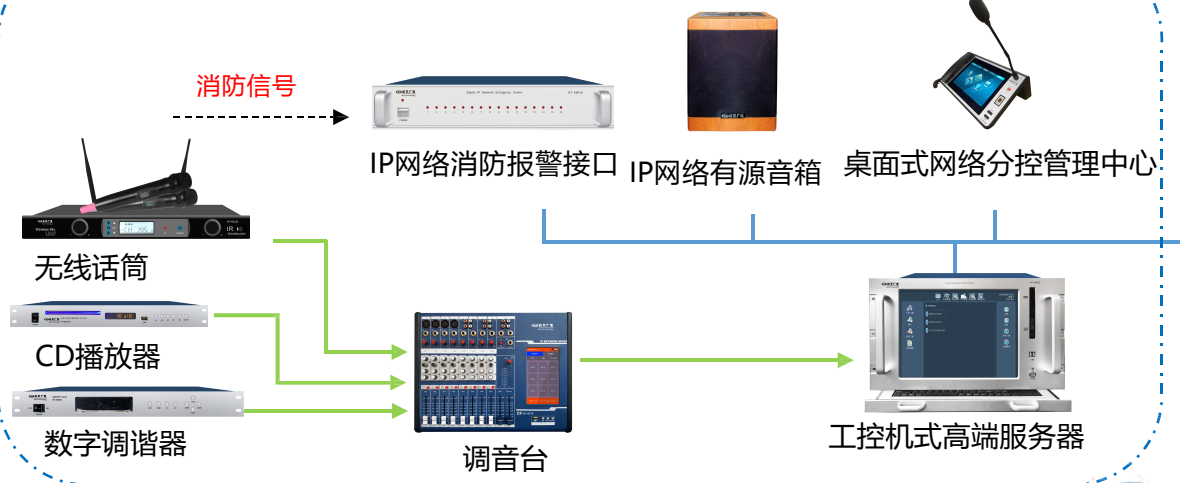 消防信号
IP网络消防报警接口
IP网络有源音箱
桌面式网络分控管理中心
无线话筒
CD播放器
数字调谐器
调音台
工控机式高端服务器